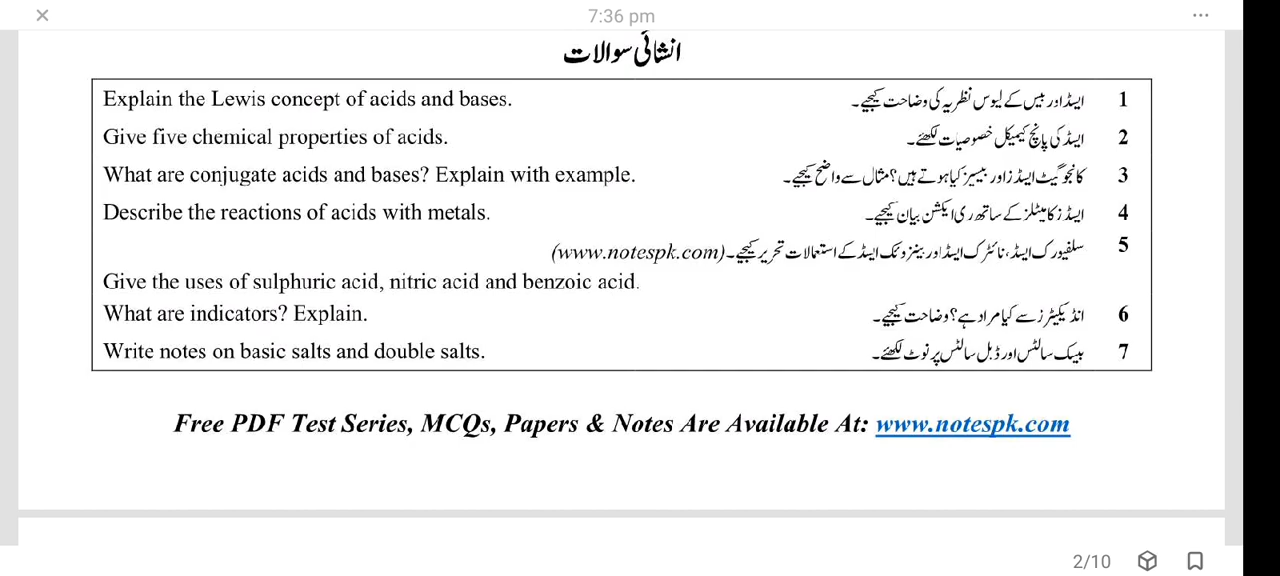 7:36 pm
انشائی سوالات
Explain the Lewis concept of acids and bases. ایسڈ اور بیس کے لیوس نظریہ کی وضاحت کیجیے۔ 1
Give five chemical properties of acids. ایسڈ کی پانچ کیمیکل خصوصیات لکھئے۔ 2
What are conjugate acids and bases? Explain with example. کانجوگیٹ ایسڈز اور بیسیز کیا ہوتے ہیں؟ مثال سے واضح کیجیے۔ 3
Describe the reactions of acids with metals. ایسڈز کا میٹلز کے ساتھ ری ایکشن بیان کیجیے۔ 4
سلفیورک ایسڈ، نائٹرک ایسڈ اور بینزوئک ایسڈ کے استعمالات تحریر کیجیے۔ (www.notespk.com) 5
Give the uses of sulphuric acid, nitric acid and benzoic acid.
What are indicators? Explain. انڈیکیٹرز سے کیا مراد ہے؟ وضاحت کیجیے۔ 6
Write notes on basic salts and double salts. بیسک سالٹس اور ڈبل سالٹس پر نوٹ لکھئے۔ 7
Free PDF Test Series, MCQs, Papers & Notes Are Available At: www.notespk.com
2/10